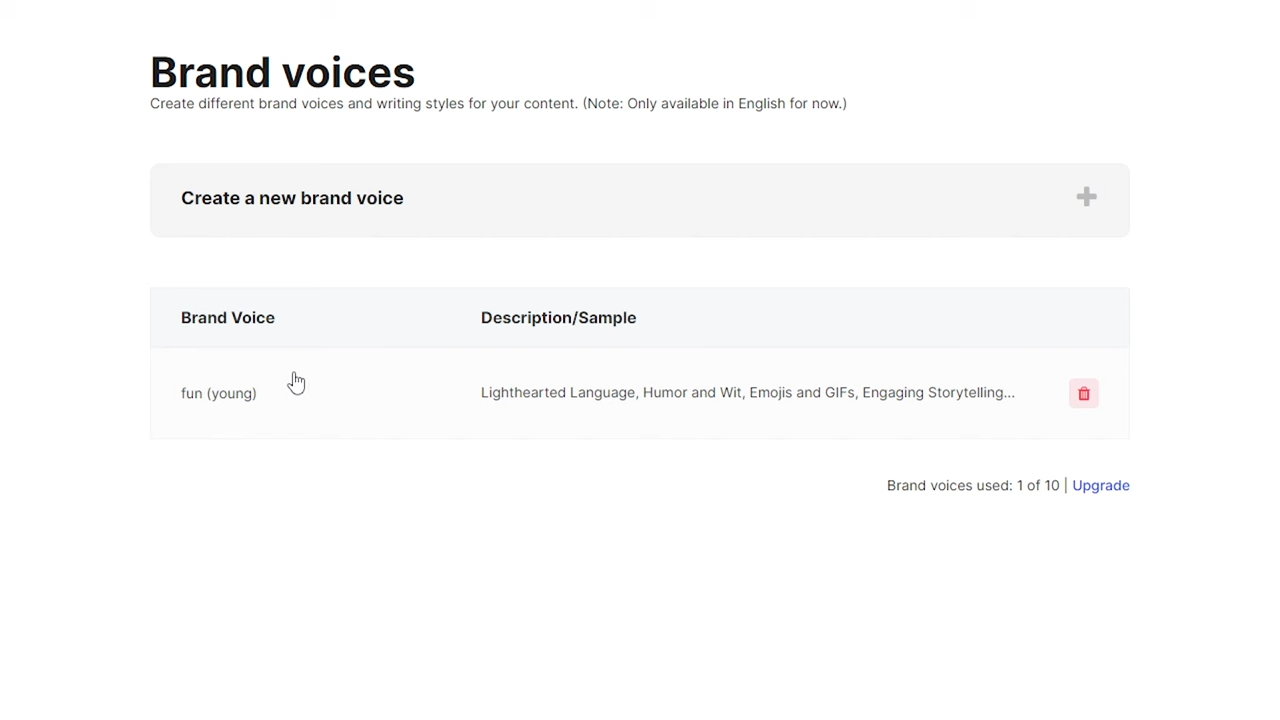 Brand voices
Create different brand voices and writing styles for your content. (Note: Only available in English for now.)
Create a new brand voice
Brand Voice Description/Sample
fun (young) Lighthearted Language, Humor and Wit, Emojis and GIFs, Engaging Storytelling...
Brand voices used: 1 of 10 | Upgrade